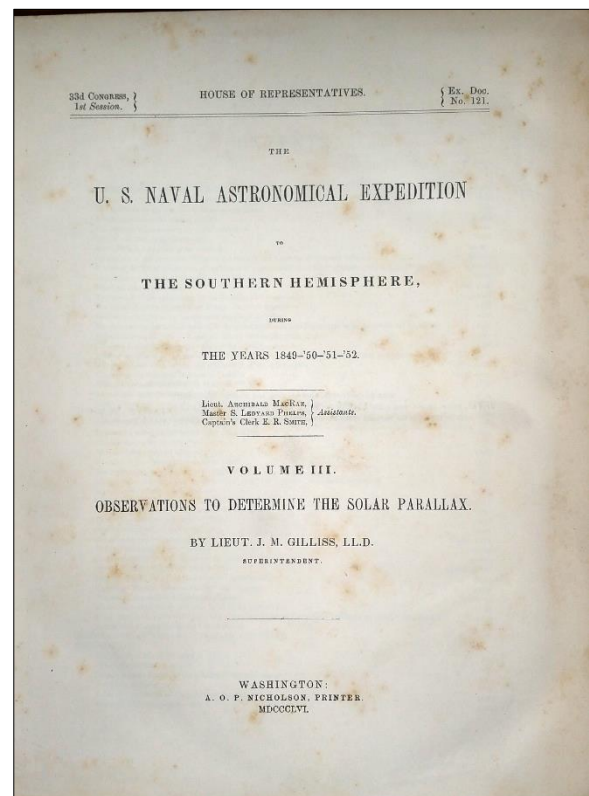 33d Congress, } HOUSE OF REPRESENTATIVES. { Ex. Doc.
1st Session. } { No. 121.
THE
U. S. NAVAL ASTRONOMICAL EXPEDITION
TO
THE SOUTHERN HEMISPHERE,
DURING
THE YEARS 1849-'50-'51-'52.
Lieut. Archibald MacRae,
Master S. Ledyard Phelps, } Assistants.
Captain's Clerk E. R. Smith,
VOLUME III.
OBSERVATIONS TO DETERMINE THE SOLAR PARALLAX.
BY LIEUT. J. M. GILLISS, LL.D.
SUPERINTENDENT.
WASHINGTON:
A. O. P. NICHOLSON, PRINTER.
MDCCCLVI.